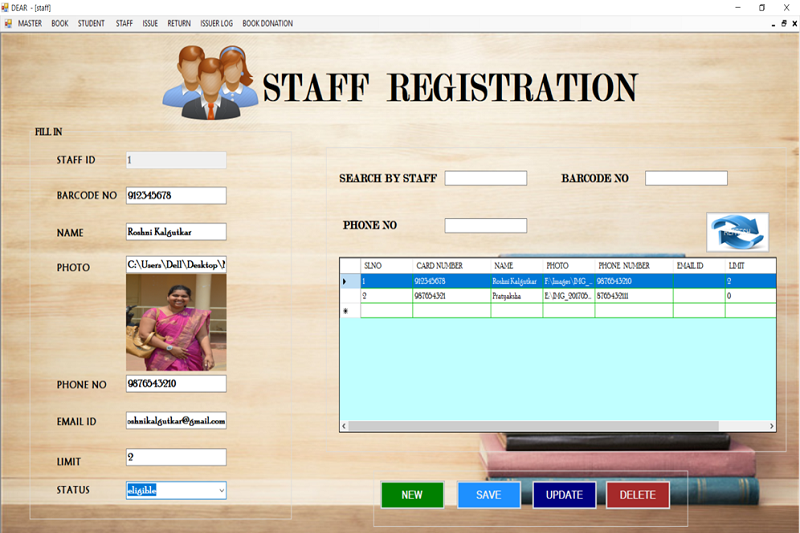 DEAR - [staff]
MASTER BOOK STUDENT STAFF ISSUE RETURN ISSUER LOG BOOK DONATION
STAFF REGISTRATION
FILL IN
STAFF ID 1
BARCODE NO 912345678
NAME Roshni Kalgutkar
PHOTO C:\Users\Dell\Desktop\
PHONE NO 9876543210
EMAIL ID oshnikalgutkar@gmail.com
LIMIT 2
STATUS eligible
SEARCH BY STAFF BARCODE NO
PHONE NO
SLNO CARD NUMBER NAME PHOTO PHONE NUMBER EMAIL ID LIMIT
1 912345678 Roshni Kalgutkar F:\Images\IMG_... 9876543210 2
2 987654321 Pratyaksha E:\IMG_201705... 8765432111 0
NEW SAVE UPDATE DELETE